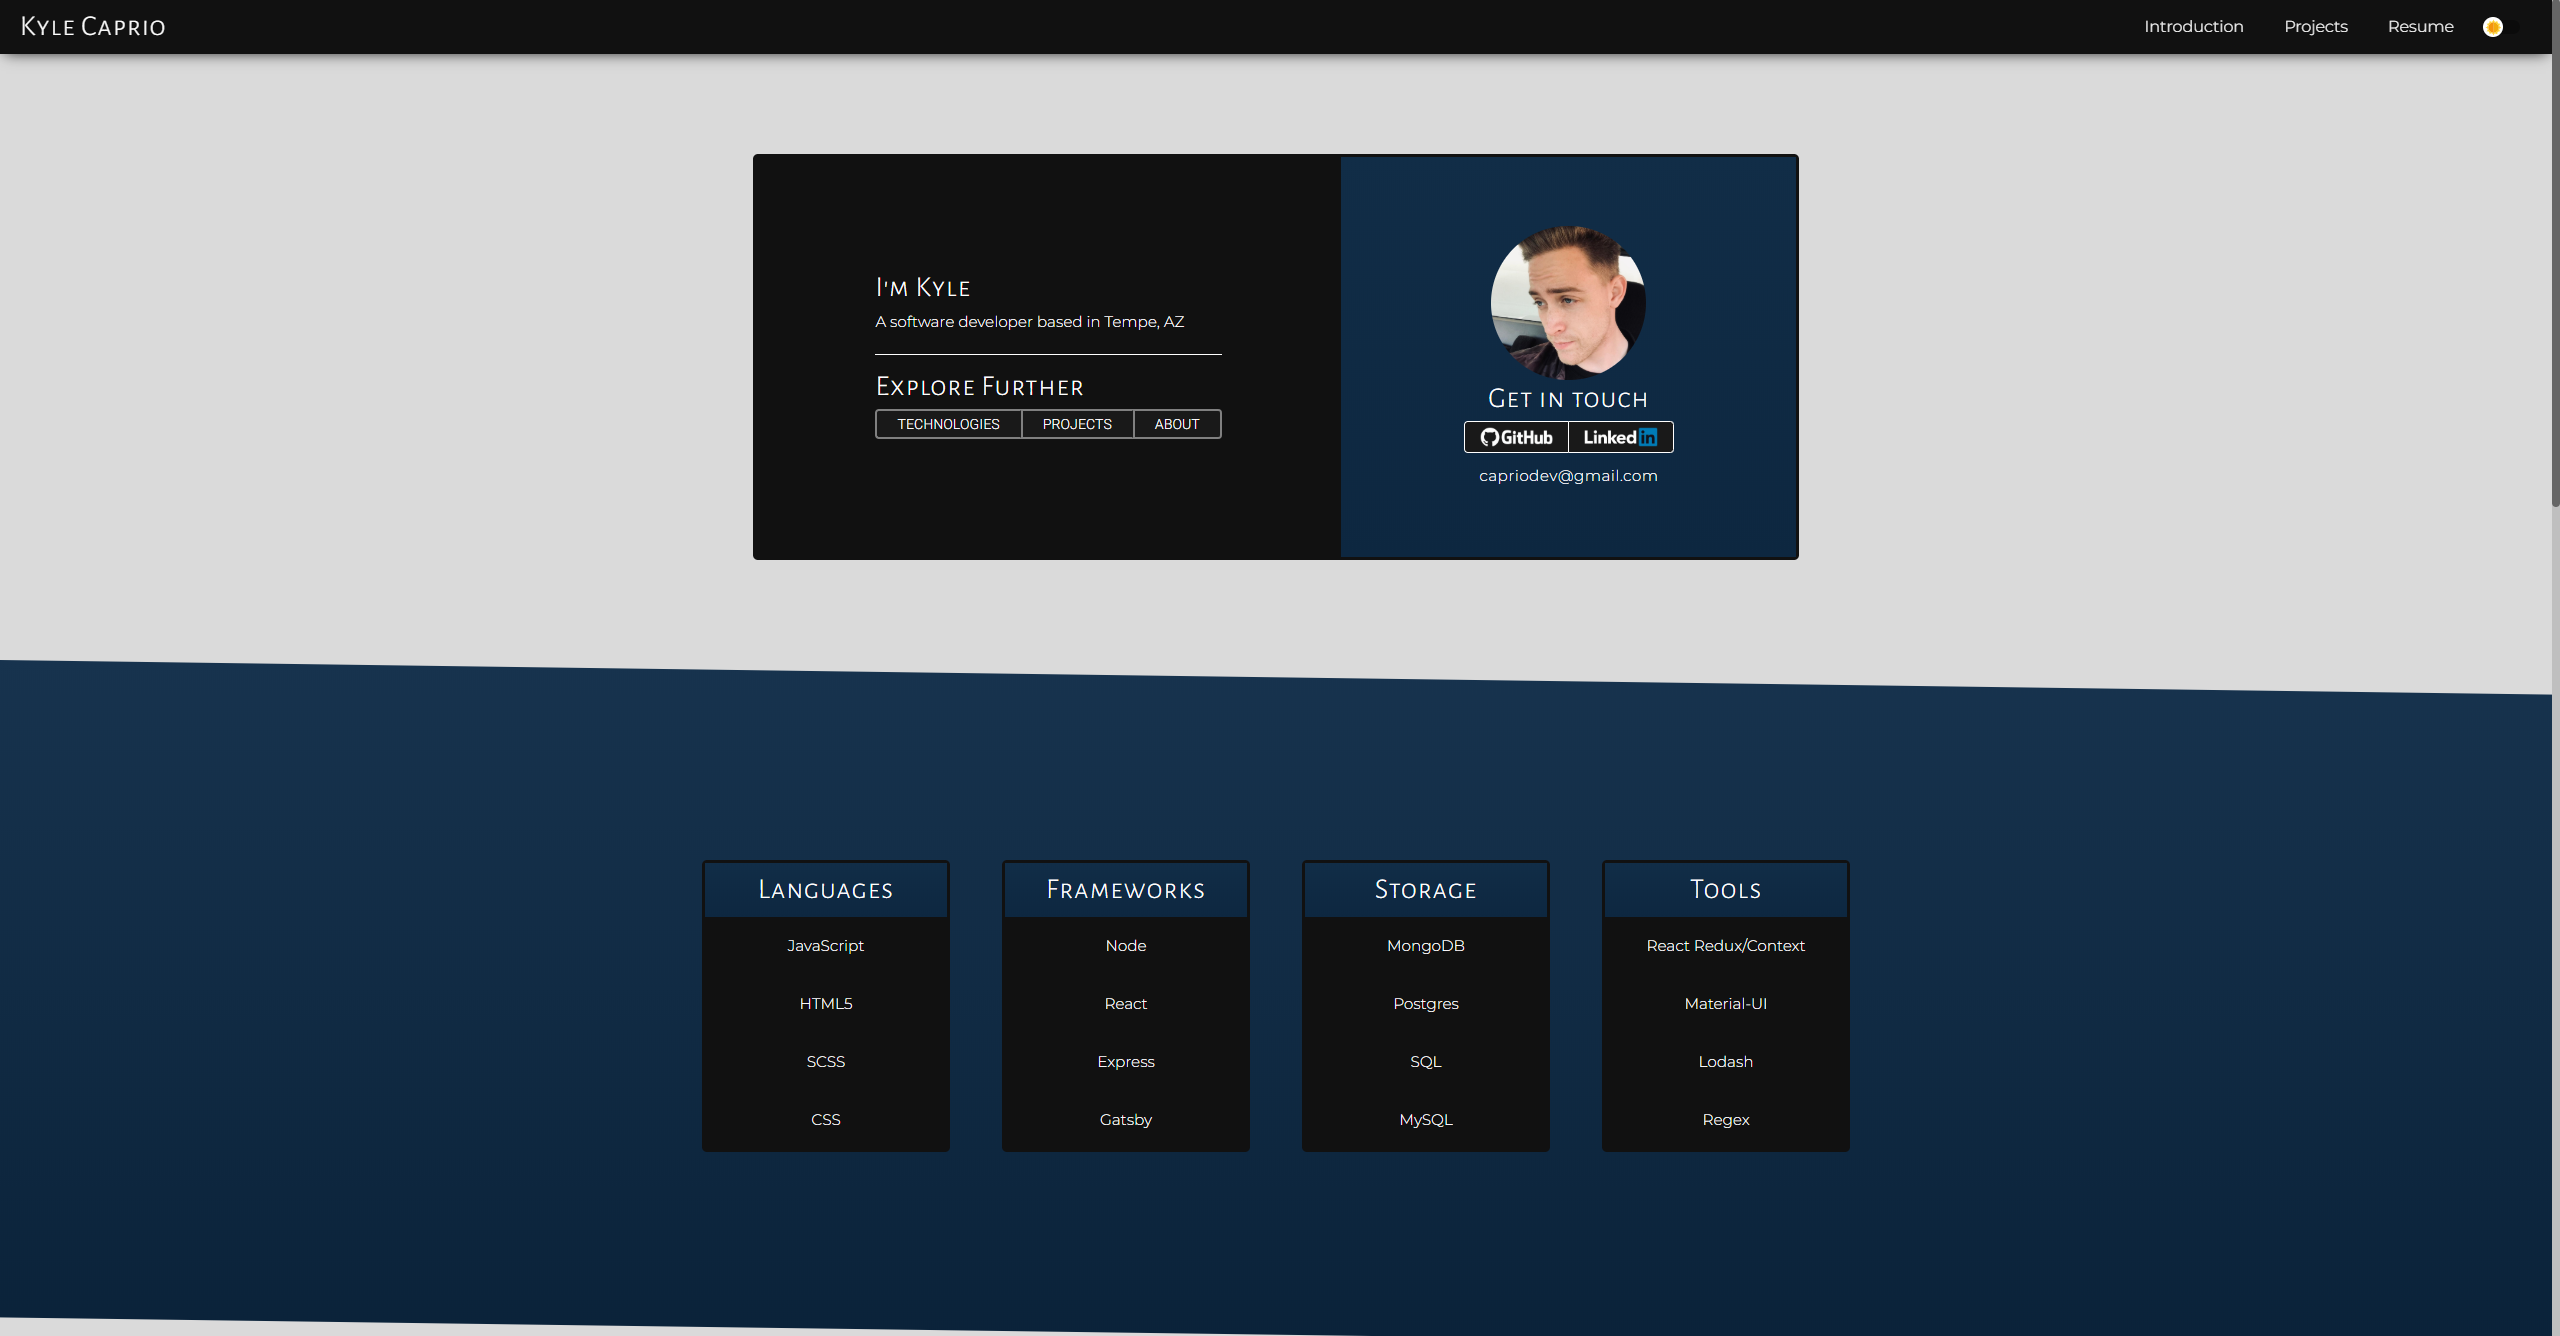 Kyle Caprio
Introduction Projects Resume
I'm Kyle
A software developer based in Tempe, AZ
Explore Further
TECHNOLOGIES PROJECTS ABOUT
Get in touch
GitHub LinkedIn
capriodev@gmail.com
Languages
JavaScript
HTML5
SCSS
CSS
Frameworks
Node
React
Express
Gatsby
Storage
MongoDB
Postgres
SQL
MySQL
Tools
React Redux/Context
Material-UI
Lodash
Regex